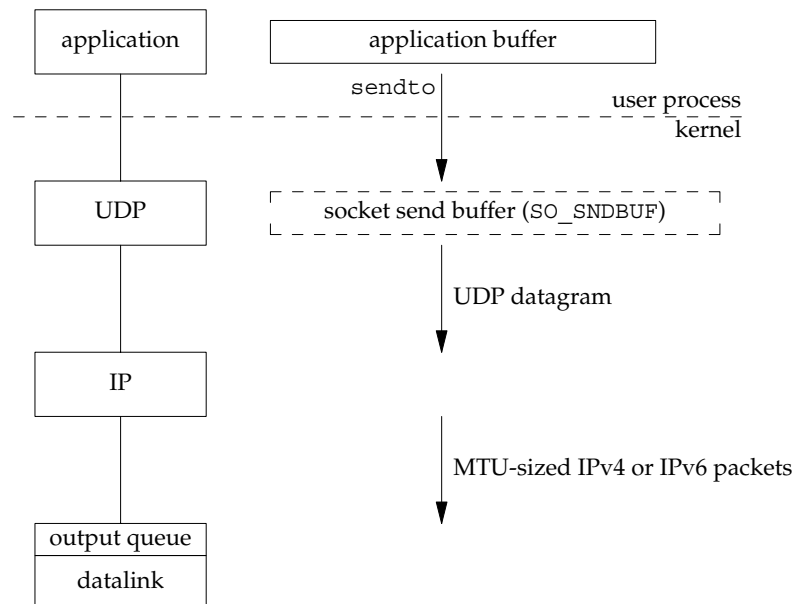 application
application buffer
sendto
user process
kernel
UDP
socket send buffer (SO_SNDBUF)
UDP datagram
IP
MTU-sized IPv4 or IPv6 packets
output queue
datalink